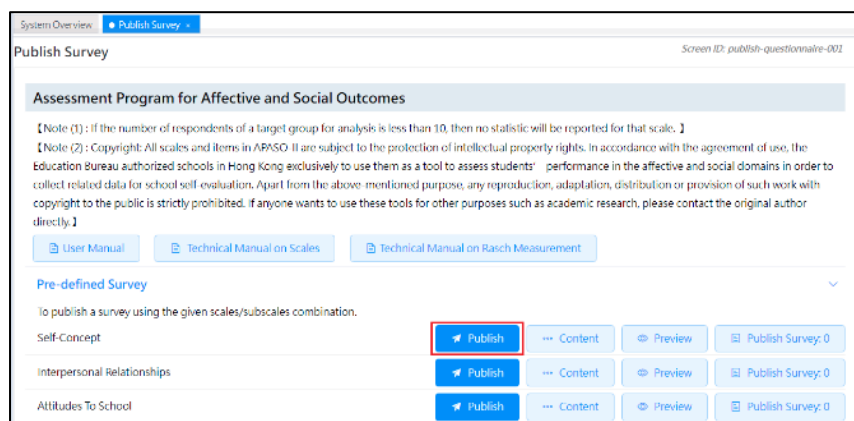 System Overview
Publish Survey ×
Publish Survey
Screen ID: publish-questionnaire-001
Assessment Program for Affective and Social Outcomes
【Note (1) : If the number of respondents of a target group for analysis is less than 10, then no statistic will be reported for that scale. 】
【Note (2) : Copyright: All scales and items in APASO II are subject to the protection of intellectual property rights. In accordance with the agreement of use, the
Education Bureau authorized schools in Hong Kong exclusively to use them as a tool to assess students' performance in the affective and social domains in order to
collect related data for school self-evaluation. Apart from the above-mentioned purpose, any reproduction, adaptation, distribution or provision of such work with
copyright to the public is strictly prohibited. If anyone wants to use these tools for other purposes such as academic research, please contact the original author
directly.】
User Manual
Technical Manual on Scales
Technical Manual on Rasch Measurement
Pre-defined Survey
To publish a survey using the given scales/subscales combination.
Self-Concept Publish Content Preview Publish Survey: 0
Interpersonal Relationships Publish Content Preview Publish Survey: 0
Attitudes To School Publish Content Preview Publish Survey: 0